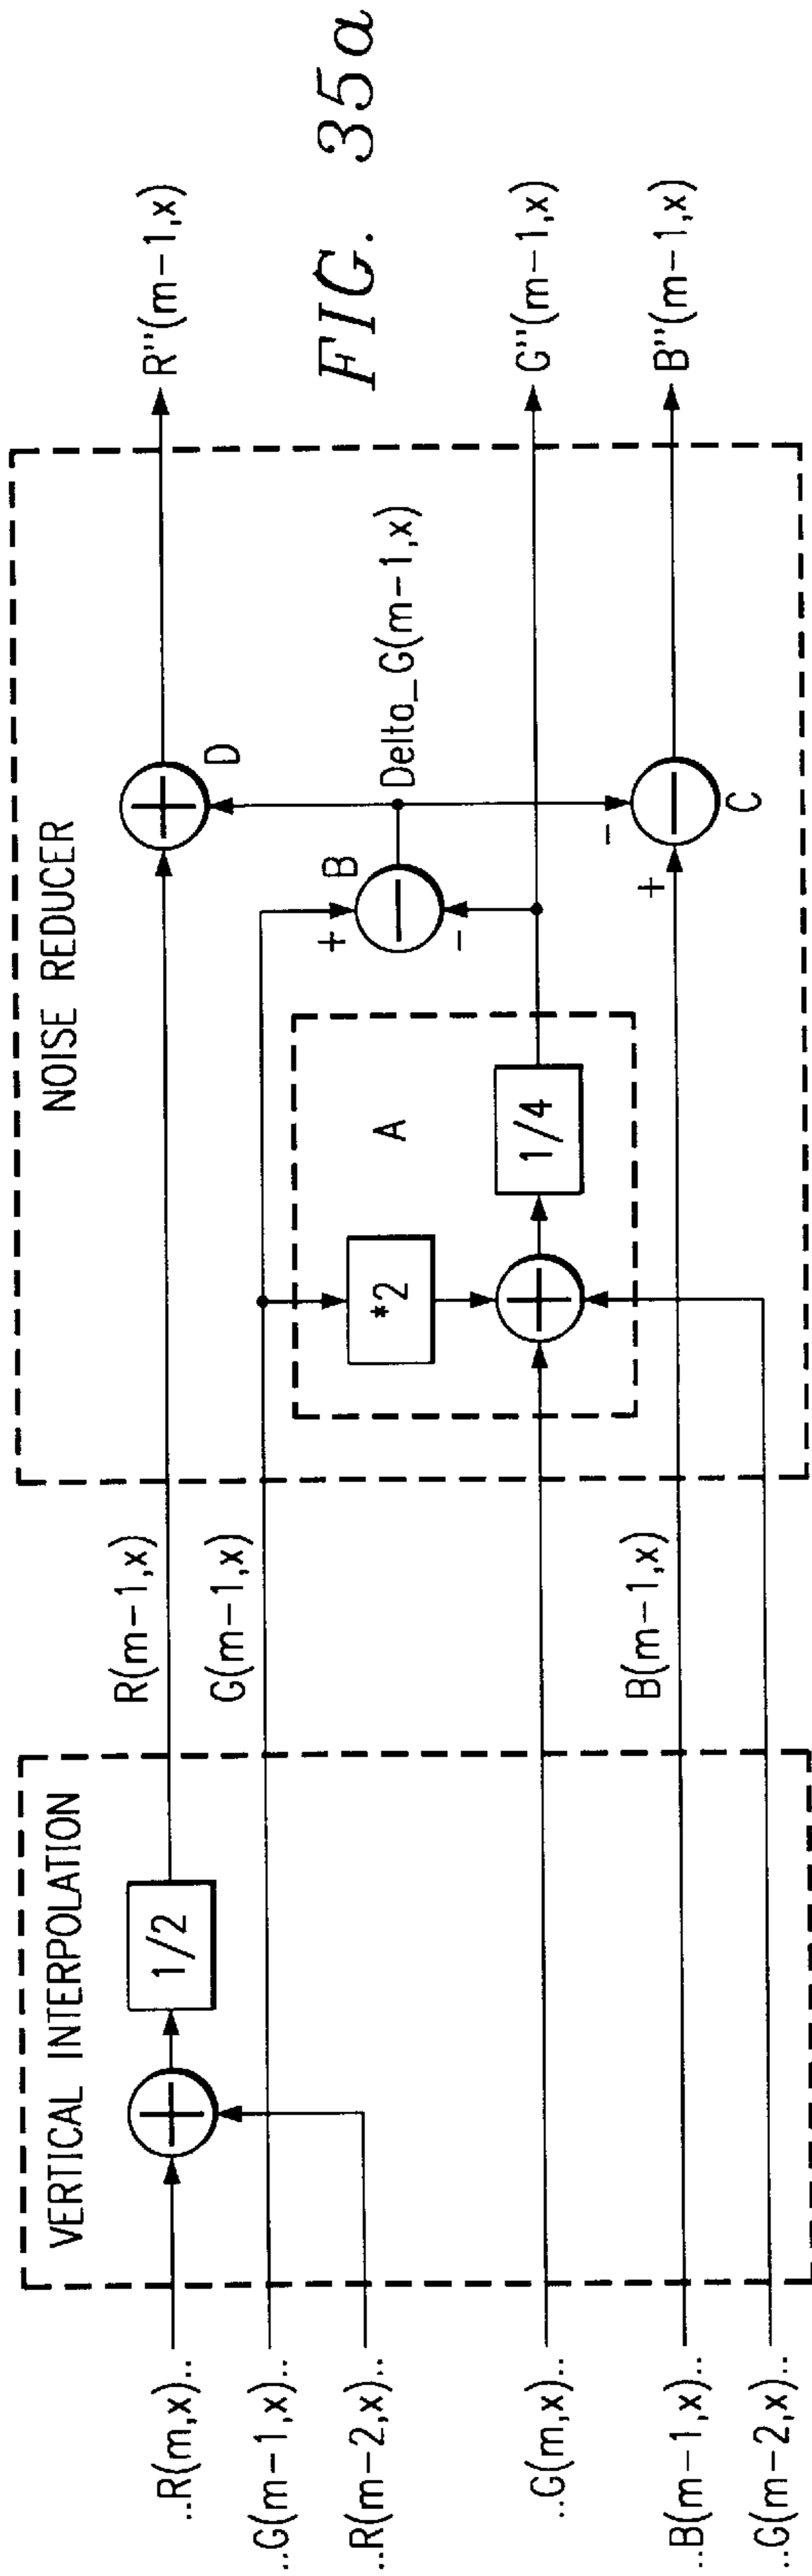 FIG. 35a
VERTICAL INTERPOLATION
NOISE REDUCER
..R(m,x)..
..G(m-1,x)..
..R(m-2,x)..
..G(m,x)..
..B(m-1,x)..
..G(m-2,x)..
1/2
R(m-1,x)
G(m-1,x)
B(m-1,x)
*2
A
1/4
+
B
-
Delta_G(m-1,x)
D
-
+
C
R''(m-1,x)
G''(m-1,x)
B''(m-1,x)